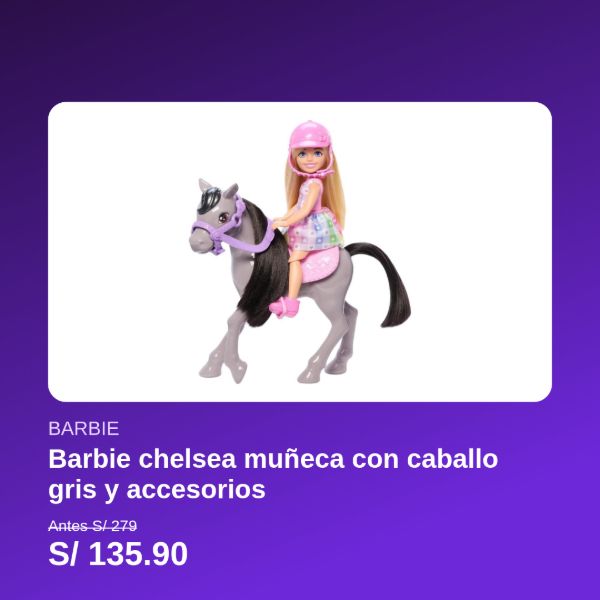 BARBIE
Barbie chelsea muñeca con caballo
gris y accesorios
Antes S/ 279
S/ 135.90